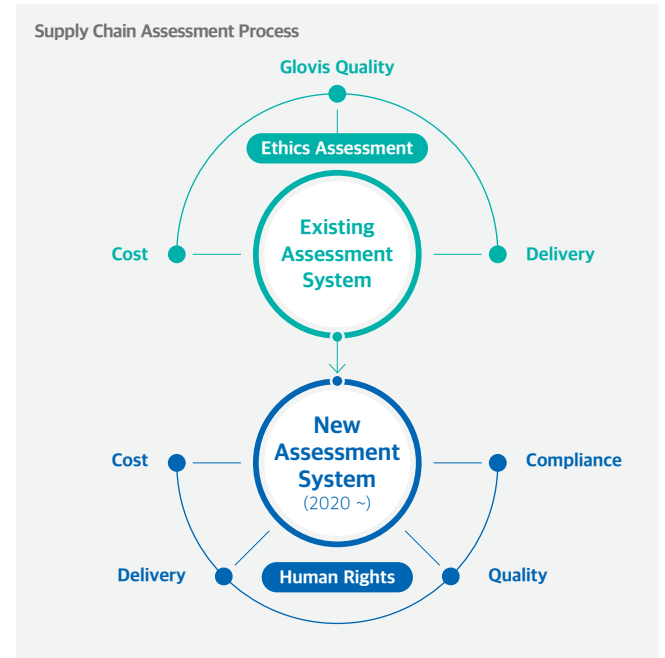 Supply Chain Assessment Process
Glovis Quality
Ethics Assessment
Existing
Assessment
System
Cost
Delivery
New
Assessment
System
(2020 ~)
Cost
Compliance
Delivery
Human Rights
Quality